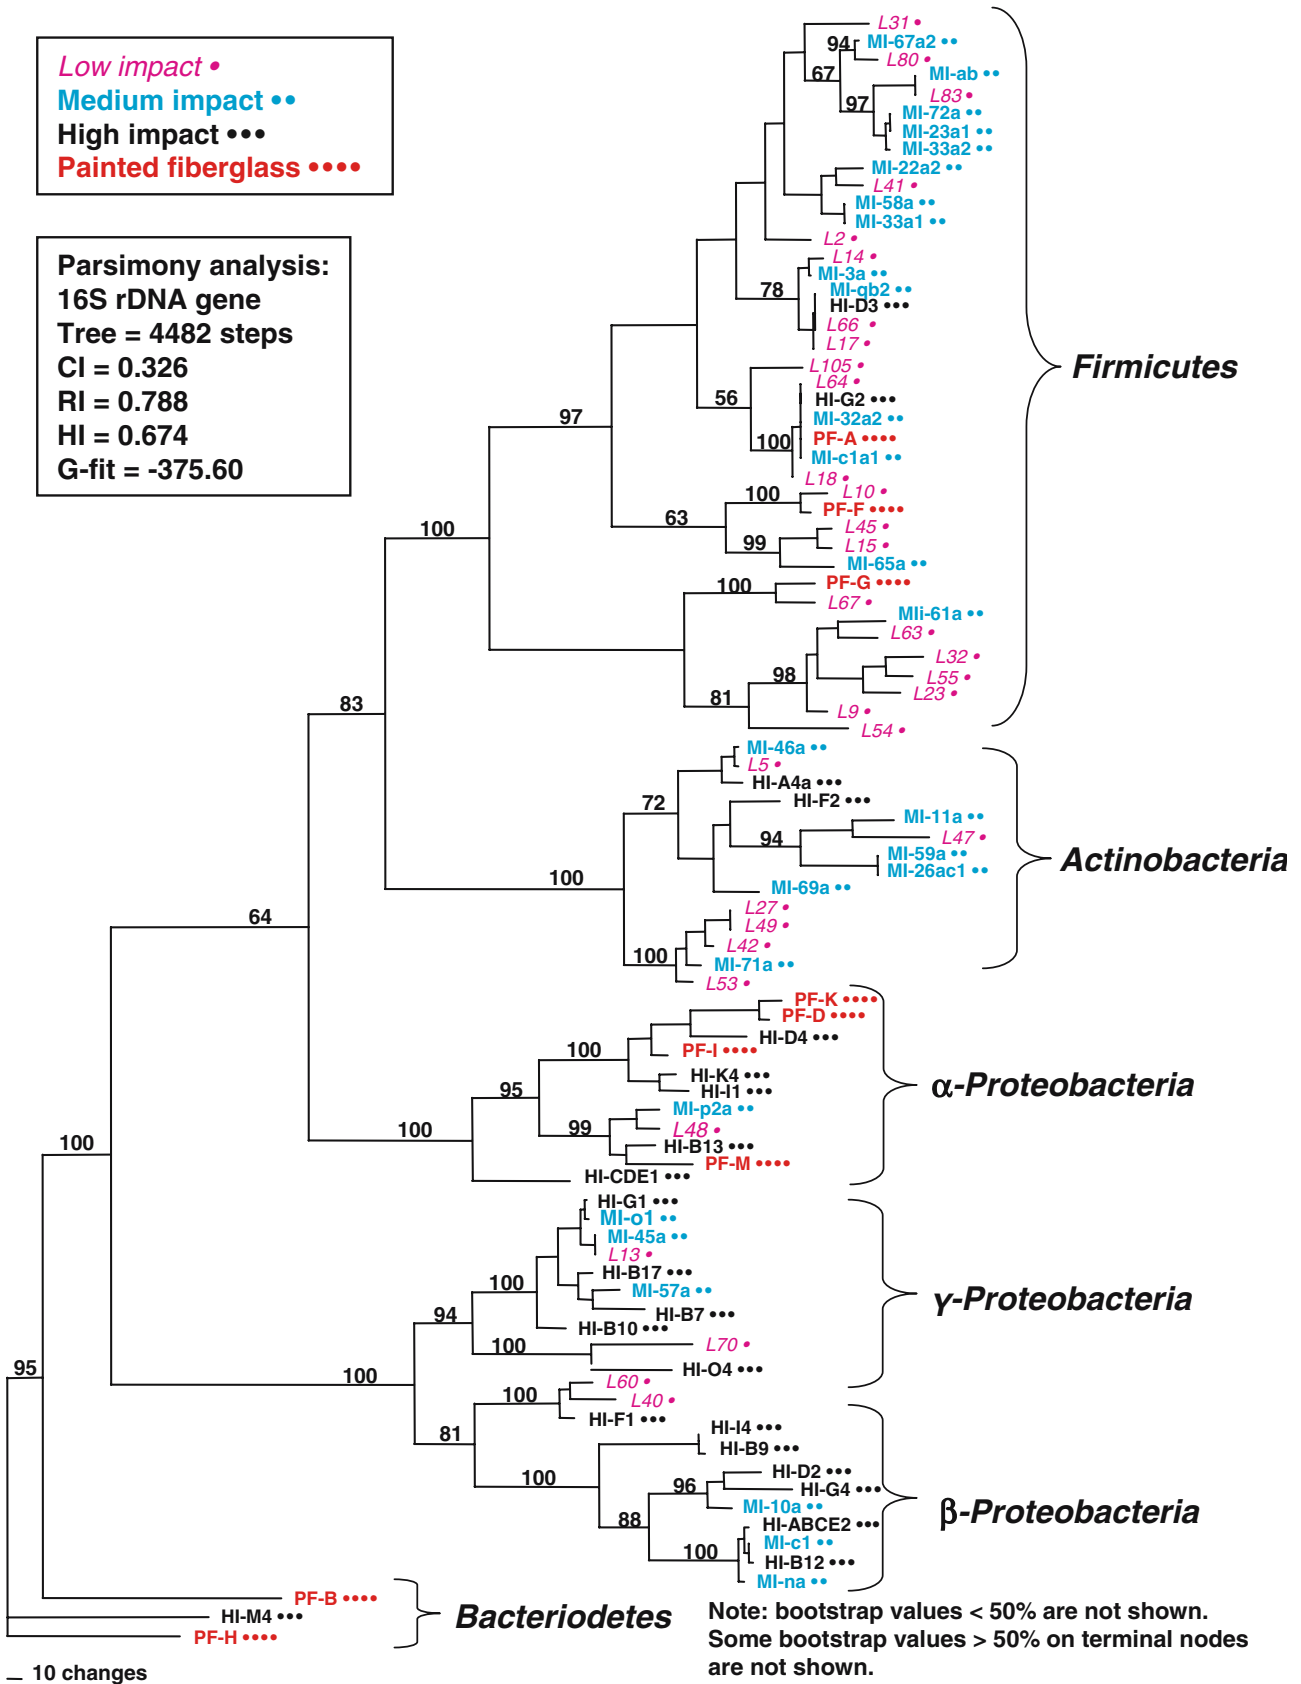 Low impact •
Medium impact ••
High impact •••
Painted fiberglass ••••
Parsimony analysis:
16S rDNA gene
Tree = 4482 steps
CI = 0.326
RI = 0.788
HI = 0.674
G-fit = -375.60
L31 •
94 MI-67a2 ••
L80 •
67
MI-ab ••
L83 •
97
MI-72a ••
MI-23a1 ••
MI-33a2 ••
MI-22a2 ••
L41 •
MI-58a ••
MI-33a1 ••
L2 •
L14 •
MI-3a ••
78
MI-qb2 ••
HI-D3 •••
L66 •
L17 •
Firmicutes
L105 •
L64 •
56
HI-G2 •••
97
MI-32a2 ••
100 PF-A ••••
MI-c1a1 ••
L18 •
100
L10 •
PF-F ••••
63
L45 •
100
99
L15 •
MI-65a ••
100
PF-G ••••
L67 •
MIi-61a ••
L63 •
L32 •
98
L55 •
L23 •
81
83
L9 •
L54 •
MI-46a ••
L5 •
HI-A4a •••
72
HI-F2 •••
MI-11a ••
94
L47 •
MI-59a ••
Actinobacteria
MI-26ac1 ••
100
MI-69a ••
64
L27 •
L49 •
L42 •
100
MI-71a ••
L53 •
PF-K ••••
PF-D ••••
HI-D4 •••
100
PF-I ••••
HI-K4 •••
α-Proteobacteria
95
HI-I1 •••
MI-p2a ••
100
99
L48 •
100
HI-B13 •••
PF-M ••••
HI-CDE1 •••
HI-G1 •••
MI-o1 ••
MI-45a ••
L13 •
HI-B17 •••
100
MI-57a ••
γ-Proteobacteria
94
HI-B7 •••
HI-B10 •••
100
L70 •
95
100
HI-O4 •••
L60 •
100
L40 •
HI-F1 •••
81
HI-I4 •••
HI-B9 •••
100
HI-D2 •••
96
HI-G4 •••
MI-10a ••
β-Proteobacteria
88
HI-ABCE2 •••
MI-c1 ••
100
HI-B12 •••
MI-na ••
PF-B ••••
HI-M4 •••
Bacteriodetes
PF-H ••••
Note: bootstrap values < 50% are not shown.
Some bootstrap values > 50% on terminal nodes
are not shown.
10 changes